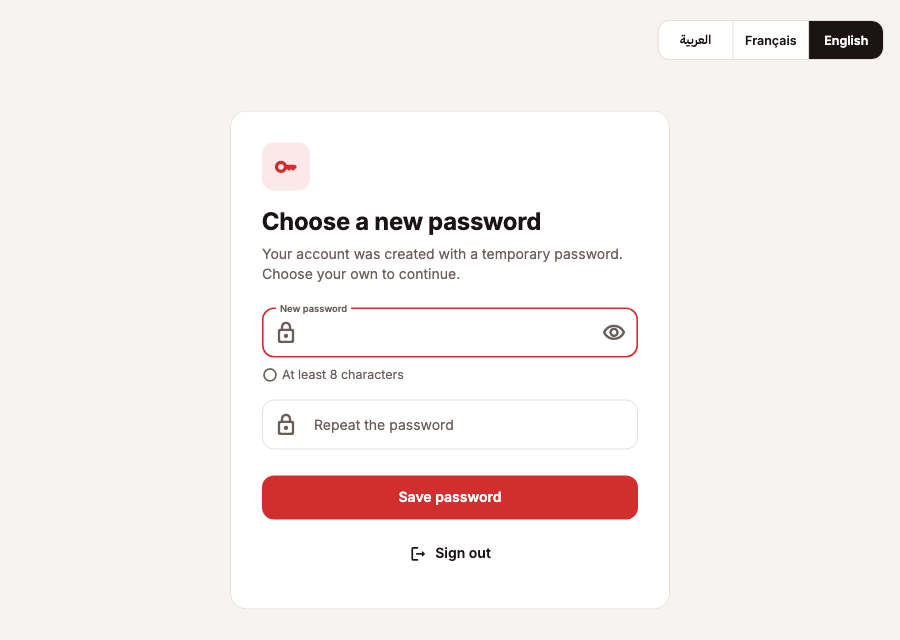 العربية
Français
English
Choose a new password
Your account was created with a temporary password.
Choose your own to continue.
New password
At least 8 characters
Repeat the password
Save password
Sign out